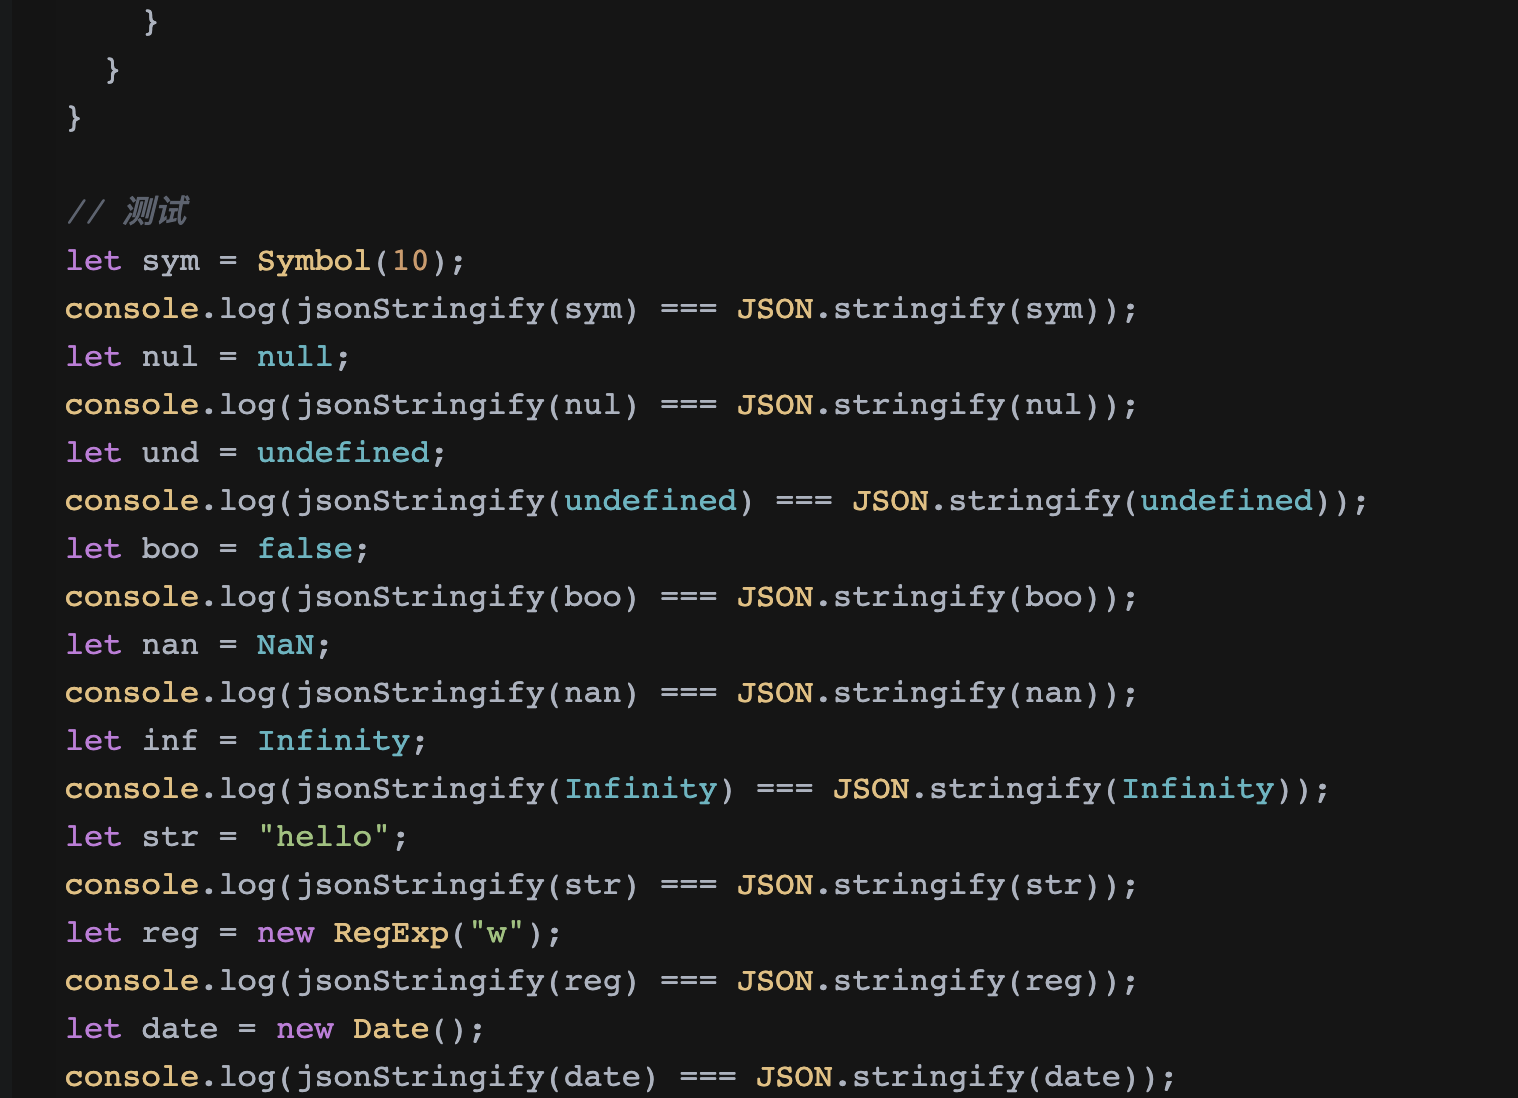 }
}
}
// 测试
let sym = Symbol(10);
console.log(jsonStringify(sym) === JSON.stringify(sym));
let nul = null;
console.log(jsonStringify(nul) === JSON.stringify(nul));
let und = undefined;
console.log(jsonStringify(undefined) === JSON.stringify(undefined));
let boo = false;
console.log(jsonStringify(boo) === JSON.stringify(boo));
let nan = NaN;
console.log(jsonStringify(nan) === JSON.stringify(nan));
let inf = Infinity;
console.log(jsonStringify(Infinity) === JSON.stringify(Infinity));
let str = "hello";
console.log(jsonStringify(str) === JSON.stringify(str));
let reg = new RegExp("w");
console.log(jsonStringify(reg) === JSON.stringify(reg));
let date = new Date();
console.log(jsonStringify(date) === JSON.stringify(date));